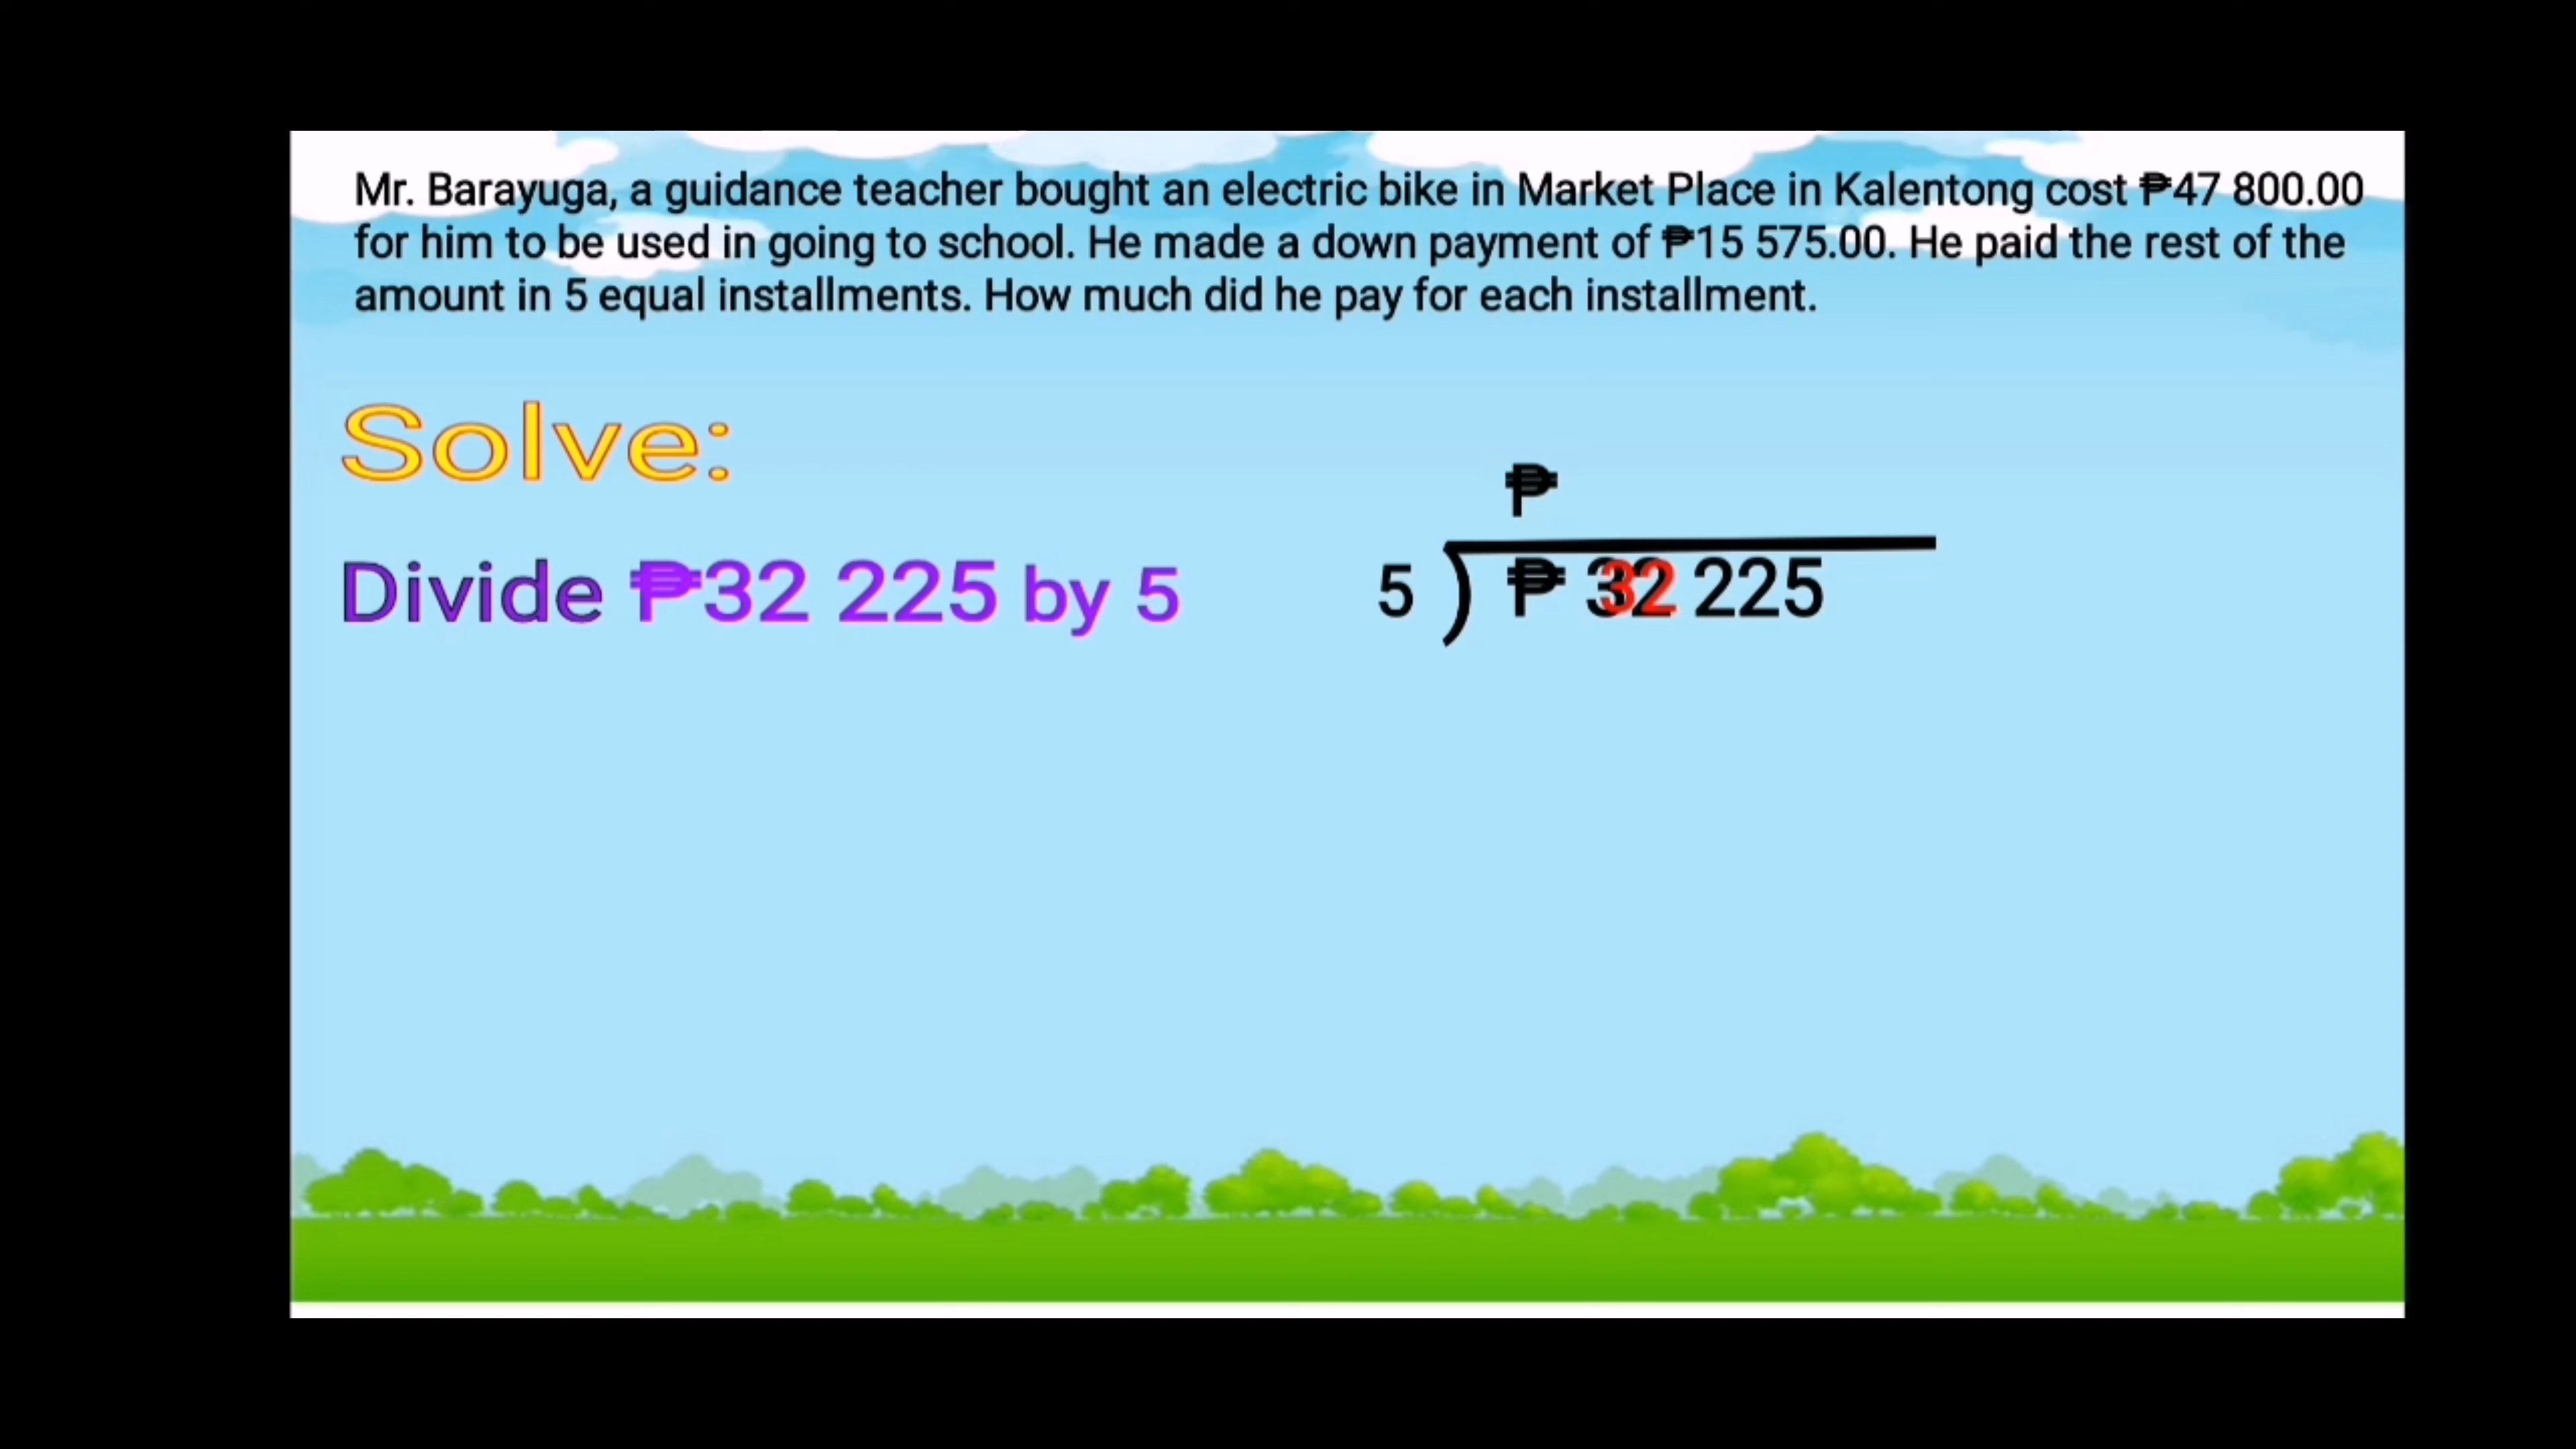 Mr. Barayuga, a guidance teacher bought an electric bike in Market Place in Kalentong cost ₱47 800.00
for him to be used in going to school. He made a down payment of ₱15 575.00. He paid the rest of the
amount in 5 equal installments. How much did he pay for each installment.
Solve:
₱
Divide ₱32 225 by 5
5 ) ₱ 32 225